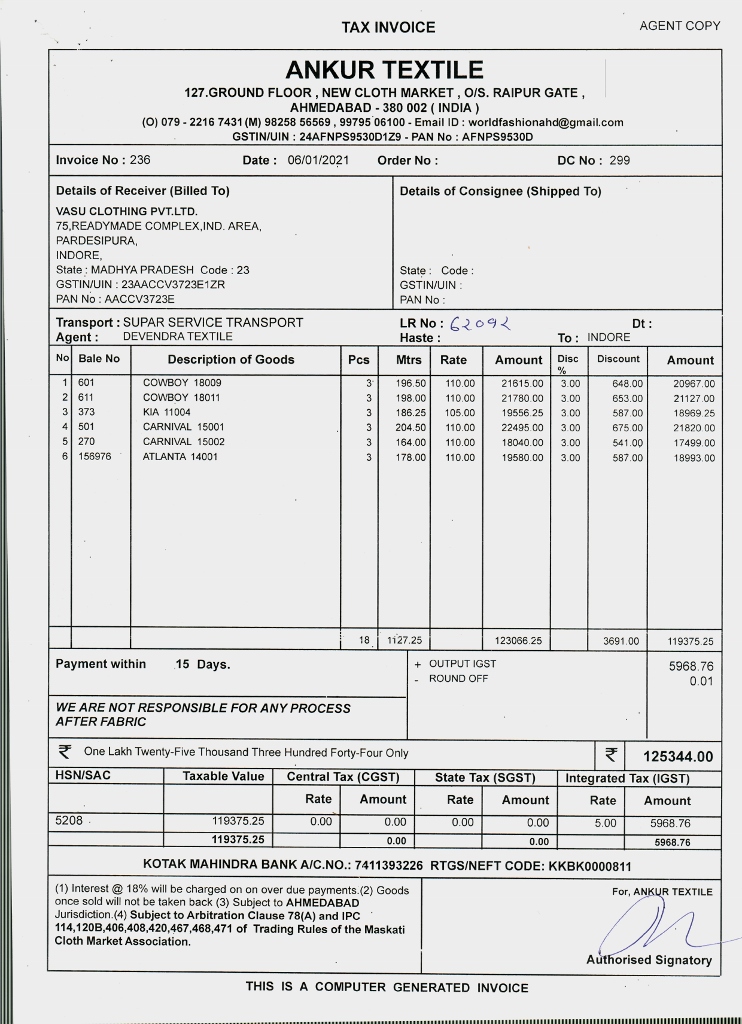 TAX INVOICE
AGENT COPY
ANKUR TEXTILE
127.GROUND FLOOR , NEW CLOTH MARKET , O/S. RAIPUR GATE ,
AHMEDABAD - 380 002 ( INDIA )
(O) 079 - 2216 7431 (M) 98258 56569 , 99795 06100 - Email ID : worldfashionahd@gmail.com
GSTIN/UIN : 24AFNPS9530D1Z9 - PAN No : AFNPS9530D
Invoice No : 236 Date : 06/01/2021 Order No : DC No : 299
Details of Receiver (Billed To) Details of Consignee (Shipped To)
VASU CLOTHING PVT.LTD.
75,READYMADE COMPLEX,IND. AREA,
PARDESIPURA,
INDORE,
State : MADHYA PRADESH Code : 23 State : Code :
GSTIN/UIN : 23AACCV3723E1ZR GSTIN/UIN :
PAN No : AACCV3723E PAN No :
Transport : SUPAR SERVICE TRANSPORT LR No : 62092 Dt :
Agent : DEVENDRA TEXTILE Haste : To : INDORE
No Bale No Description of Goods Pcs Mtrs Rate Amount Disc % Discount Amount
1 601 COWBOY 18009 3 196.50 110.00 21615.00 3.00 648.00 20967.00
2 611 COWBOY 18011 3 198.00 110.00 21780.00 3.00 653.00 21127.00
3 373 KIA 11004 3 186.25 105.00 19556.25 3.00 587.00 18969.25
4 501 CARNIVAL 15001 3 204.50 110.00 22495.00 3.00 675.00 21820.00
5 270 CARNIVAL 15002 3 164.00 110.00 18040.00 3.00 541.00 17499.00
6 156976 ATLANTA 14001 3 178.00 110.00 19580.00 3.00 587.00 18993.00
18 1127.25 123066.25 3691.00 119375.25
Payment within 15 Days. + OUTPUT IGST 5968.76
- ROUND OFF 0.01
WE ARE NOT RESPONSIBLE FOR ANY PROCESS
AFTER FABRIC
₹ One Lakh Twenty-Five Thousand Three Hundred Forty-Four Only ₹ 125344.00
HSN/SAC Taxable Value Central Tax (CGST) State Tax (SGST) Integrated Tax (IGST)
Rate Amount Rate Amount Rate Amount
5208 119375.25 0.00 0.00 0.00 0.00 5.00 5968.76
119375.25 0.00 0.00 5968.76
KOTAK MAHINDRA BANK A/C.NO.: 7411393226 RTGS/NEFT CODE: KKBK0000811
(1) Interest @ 18% will be charged on on over due payments.(2) Goods
once sold will not be taken back (3) Subject to AHMEDABAD
Jurisdiction.(4) Subject to Arbitration Clause 78(A) and IPC
114,120B,406,408,420,467,468,471 of Trading Rules of the Maskati
Cloth Market Association.
For, ANKUR TEXTILE
Authorised Signatory
THIS IS A COMPUTER GENERATED INVOICE